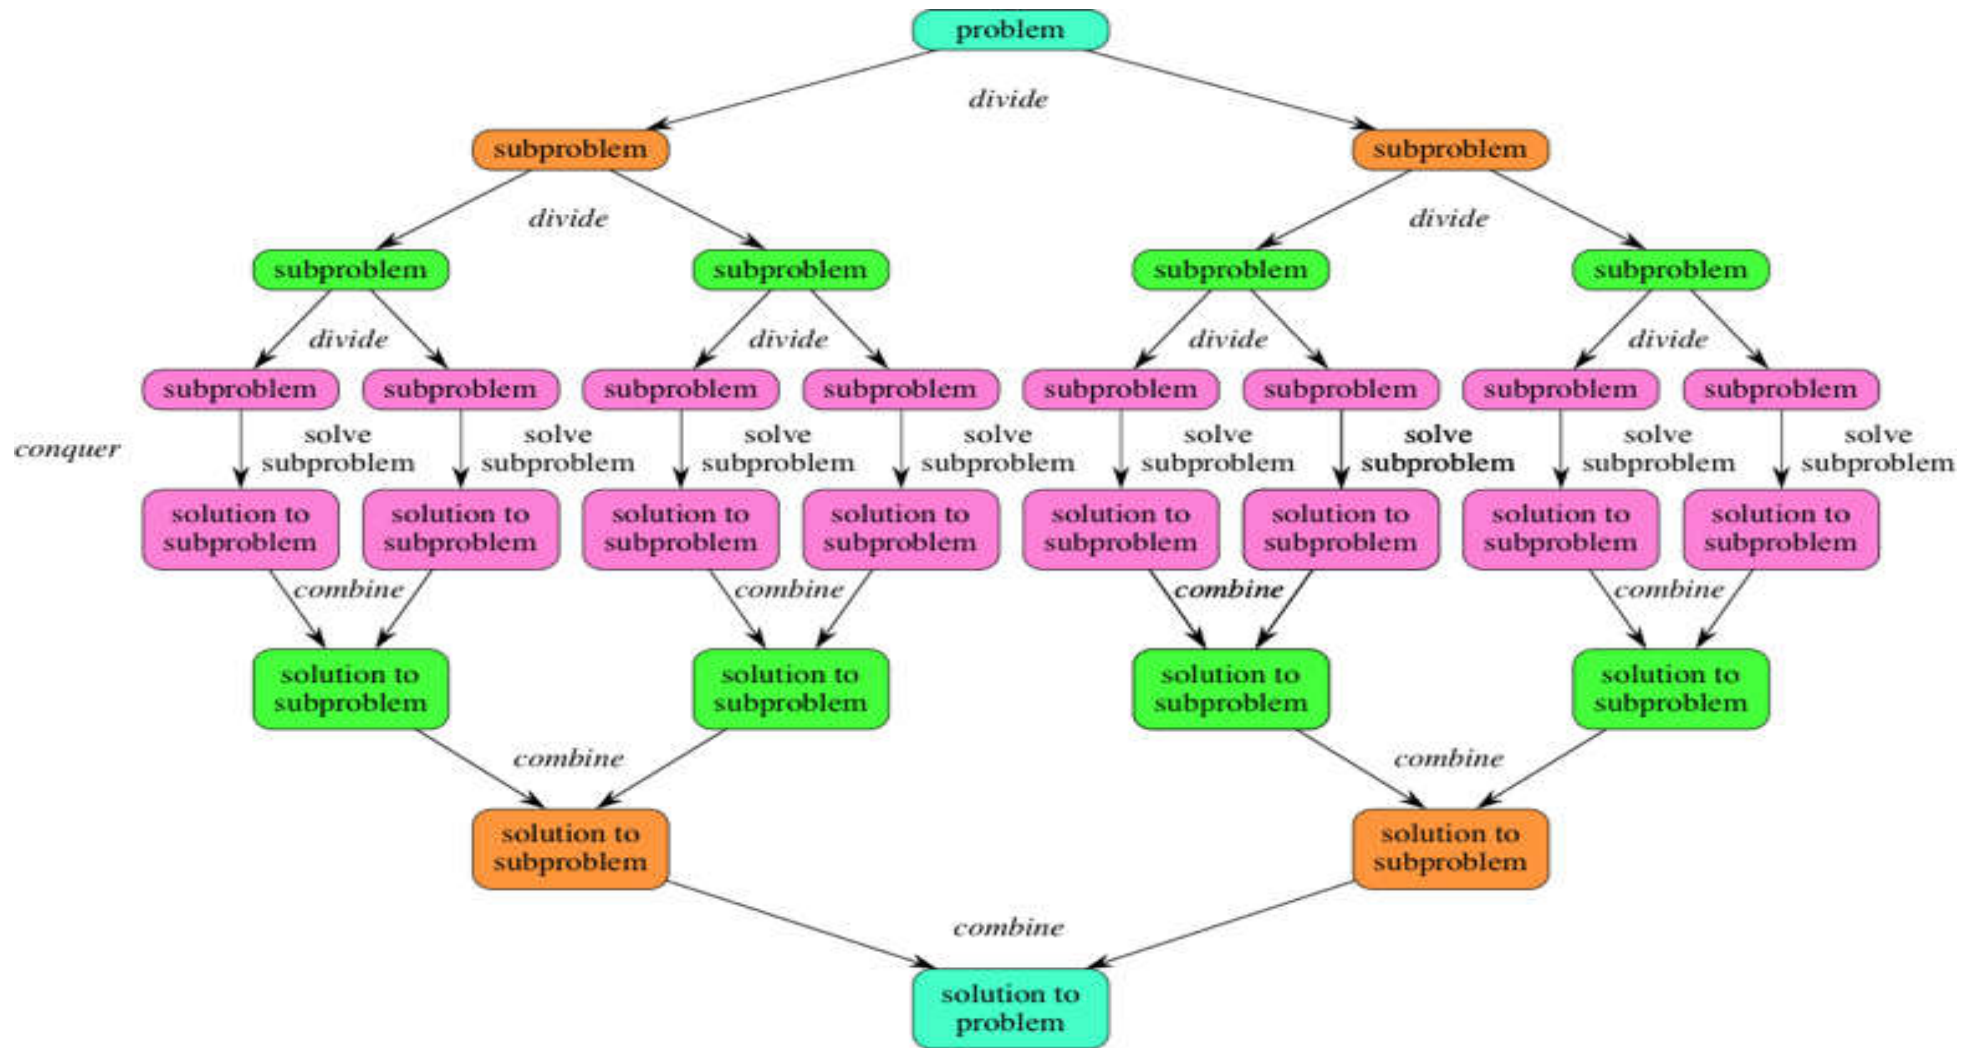 problem
divide
subproblem subproblem
divide divide
subproblem subproblem subproblem subproblem
divide divide divide divide
subproblem subproblem subproblem subproblem subproblem subproblem subproblem subproblem
conquer
solve solve solve solve solve solve solve solve
subproblem subproblem subproblem subproblem subproblem subproblem subproblem subproblem
solution to solution to solution to solution to solution to solution to solution to solution to
subproblem subproblem subproblem subproblem subproblem subproblem subproblem subproblem
combine combine combine combine
solution to solution to solution to solution to
subproblem subproblem subproblem subproblem
combine combine
solution to solution to
subproblem subproblem
combine
solution to
problem